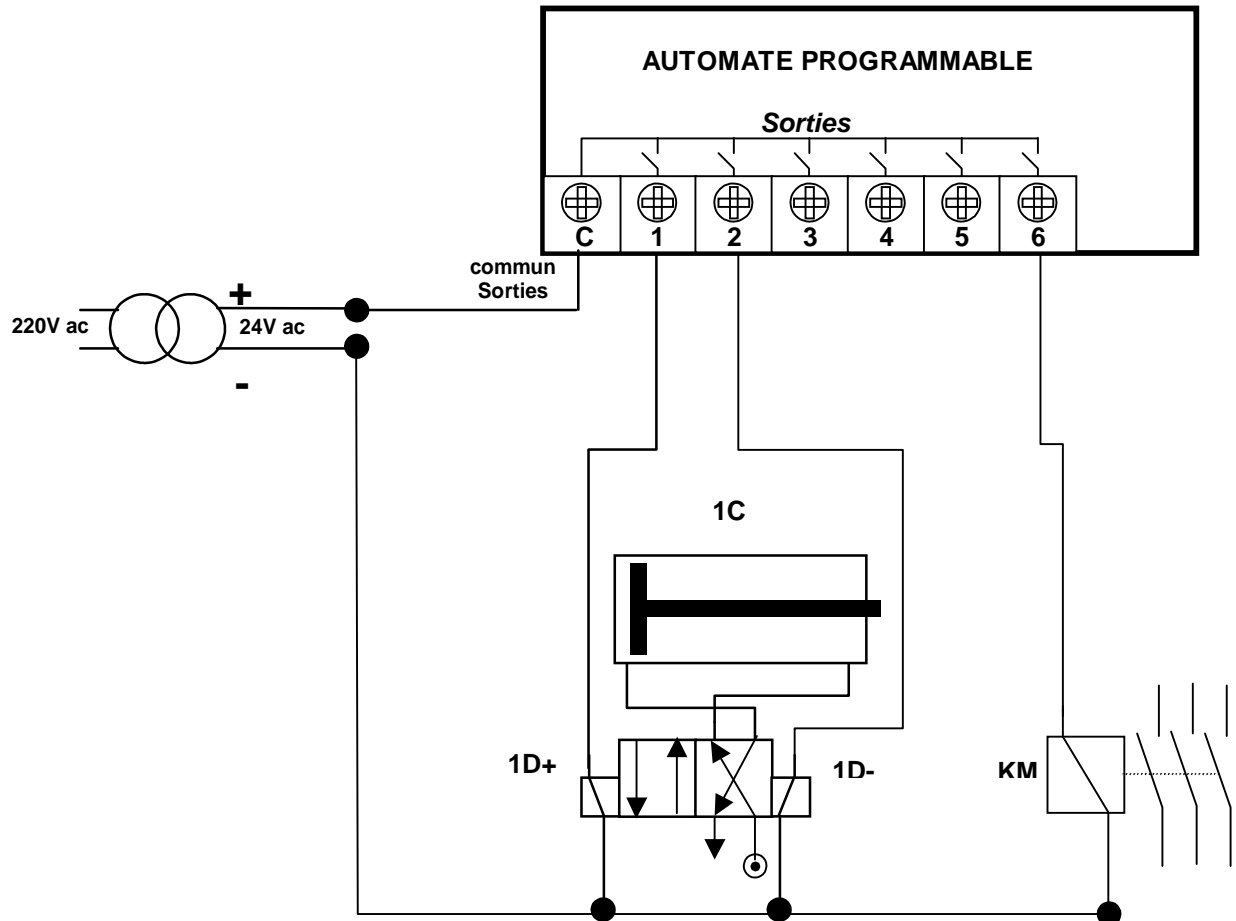 AUTOMATE PROGRAMMABLE
Sorties
C 1 2 3 4 5 6
commun
Sorties
+
220V ac 24V ac
-
1C
1D+ 1D- KM